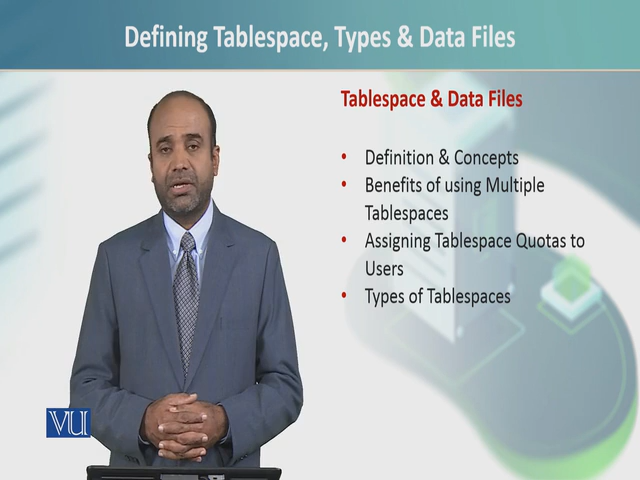 Defining Tablespace, Types & Data Files
Tablespace & Data Files
• Definition & Concepts
• Benefits of using Multiple
Tablespaces
• Assigning Tablespace Quotas to
Users
• Types of Tablespaces
VU